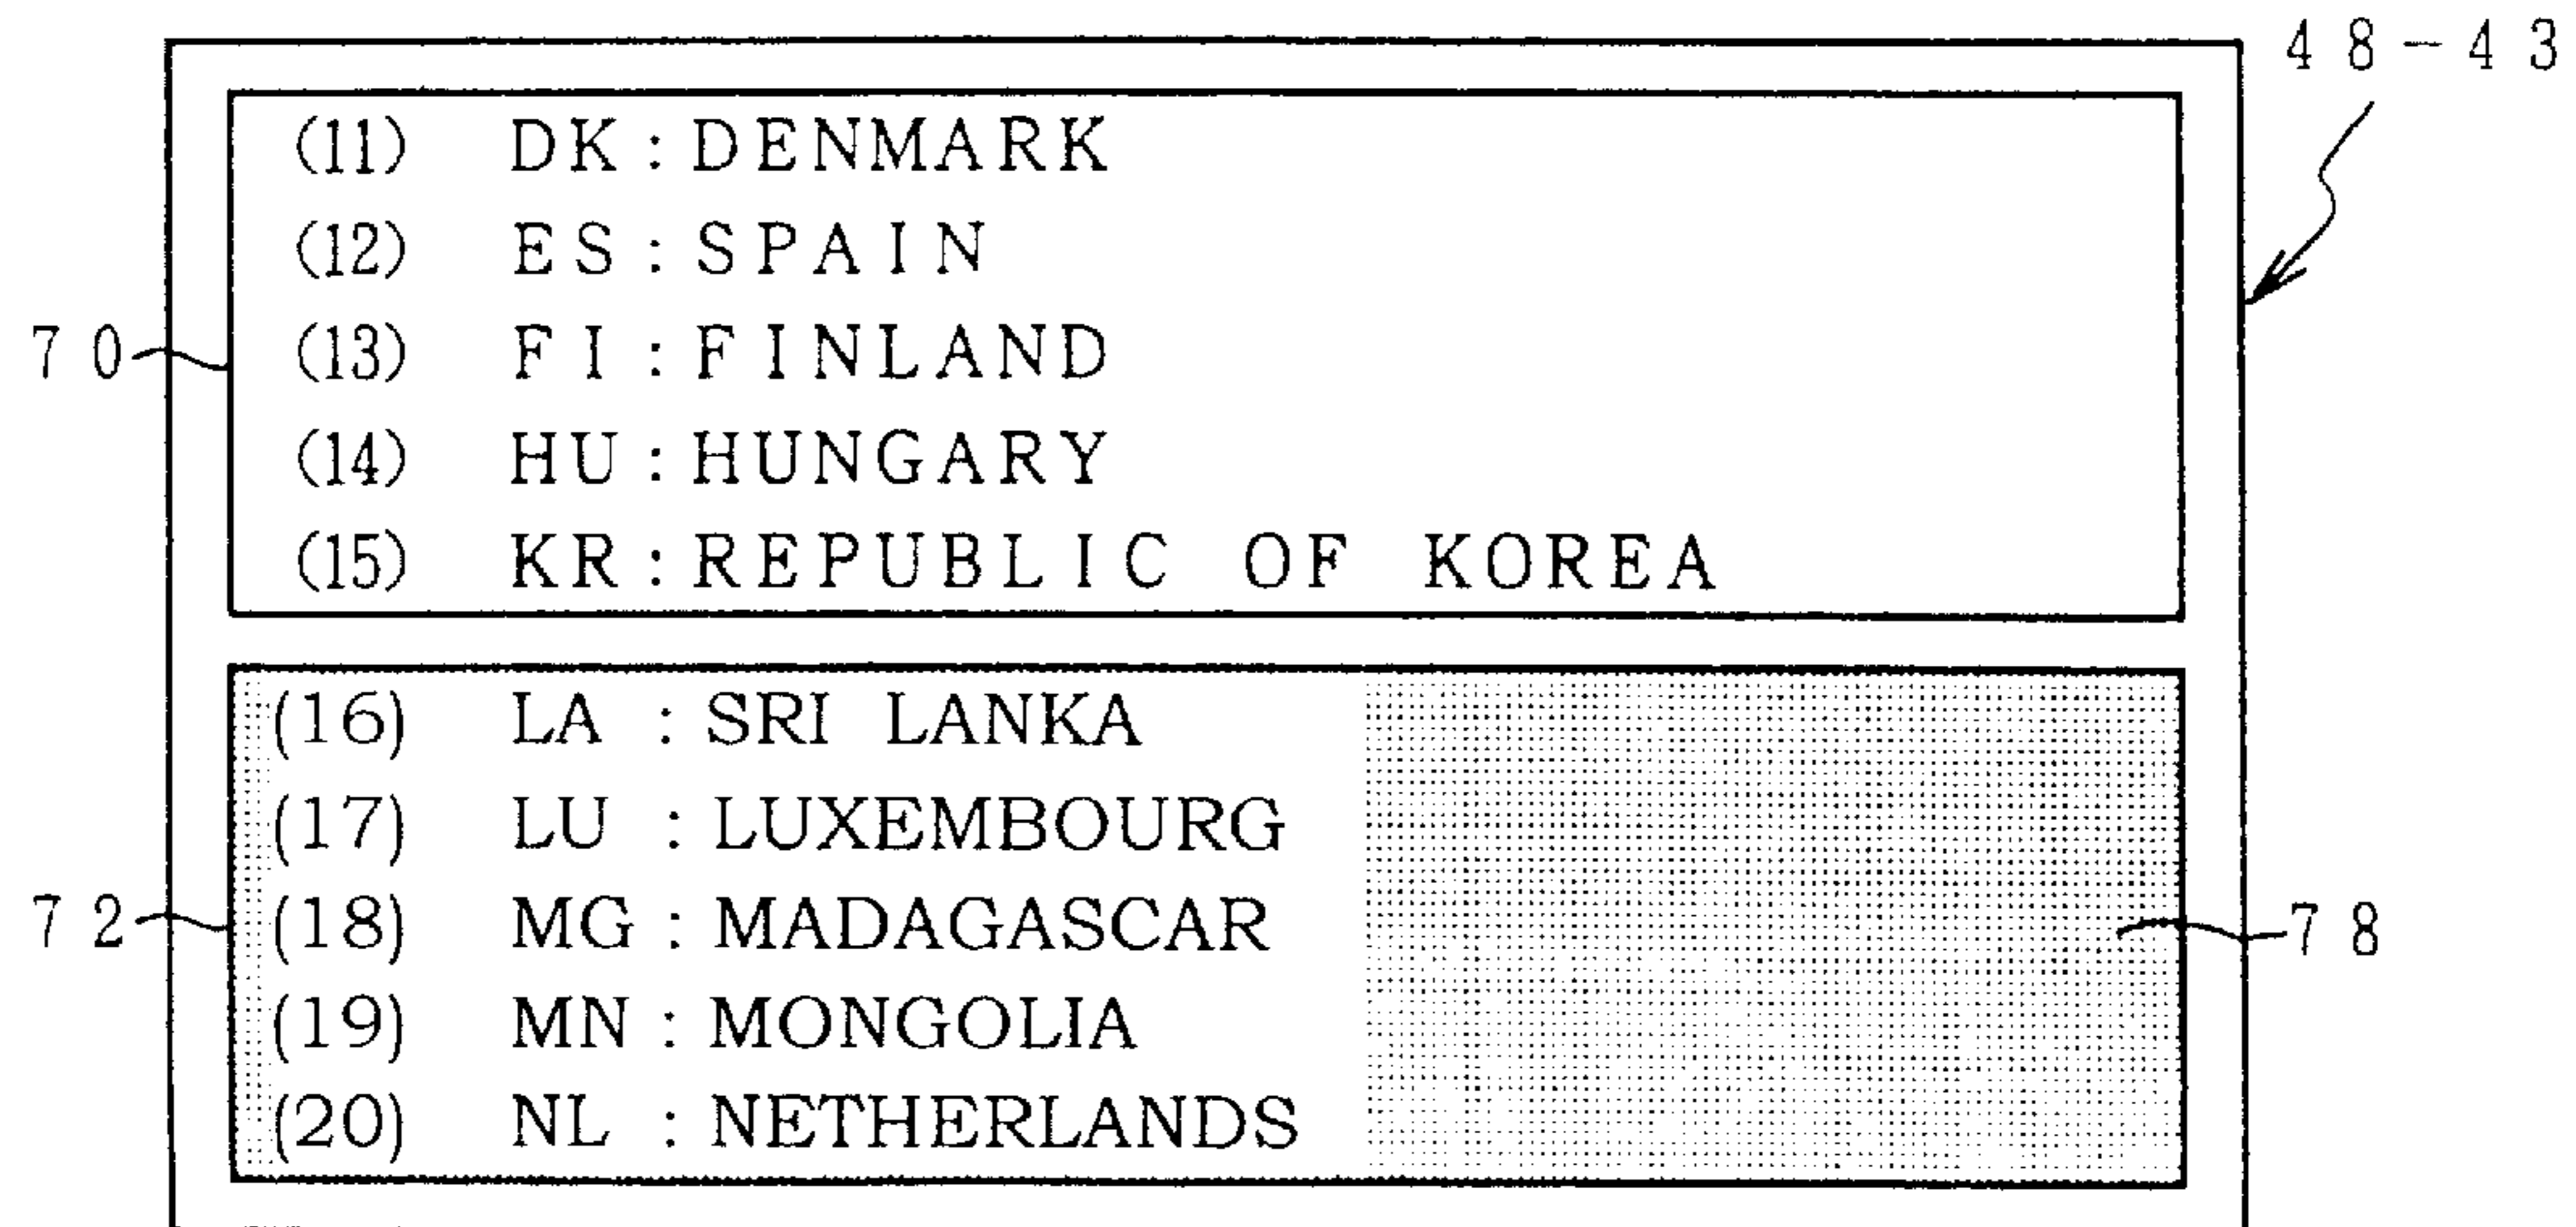 48-43
(11) DK:DENMARK
(12) ES:SPAIN
70 (13) FI:FINLAND
(14) HU:HUNGARY
(15) KR:REPUBLIC OF KOREA
(16) LA :SRI LANKA
(17) LU :LUXEMBOURG
72 (18) MG:MADAGASCAR 78
(19) MN:MONGOLIA
(20) NL :NETHERLANDS